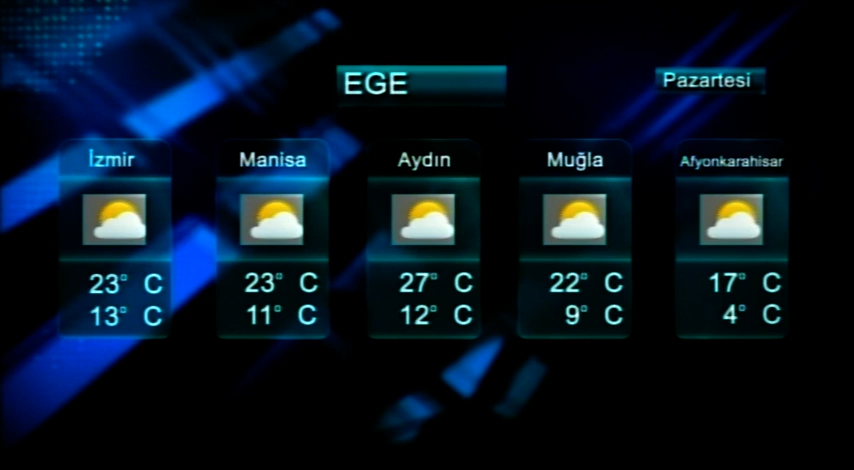 EGE
Pazartesi
İzmir
23° C
13° C
Manisa
23° C
11° C
Aydın
27° C
12° C
Muğla
22° C
9° C
Afyonkarahisar
17° C
4° C